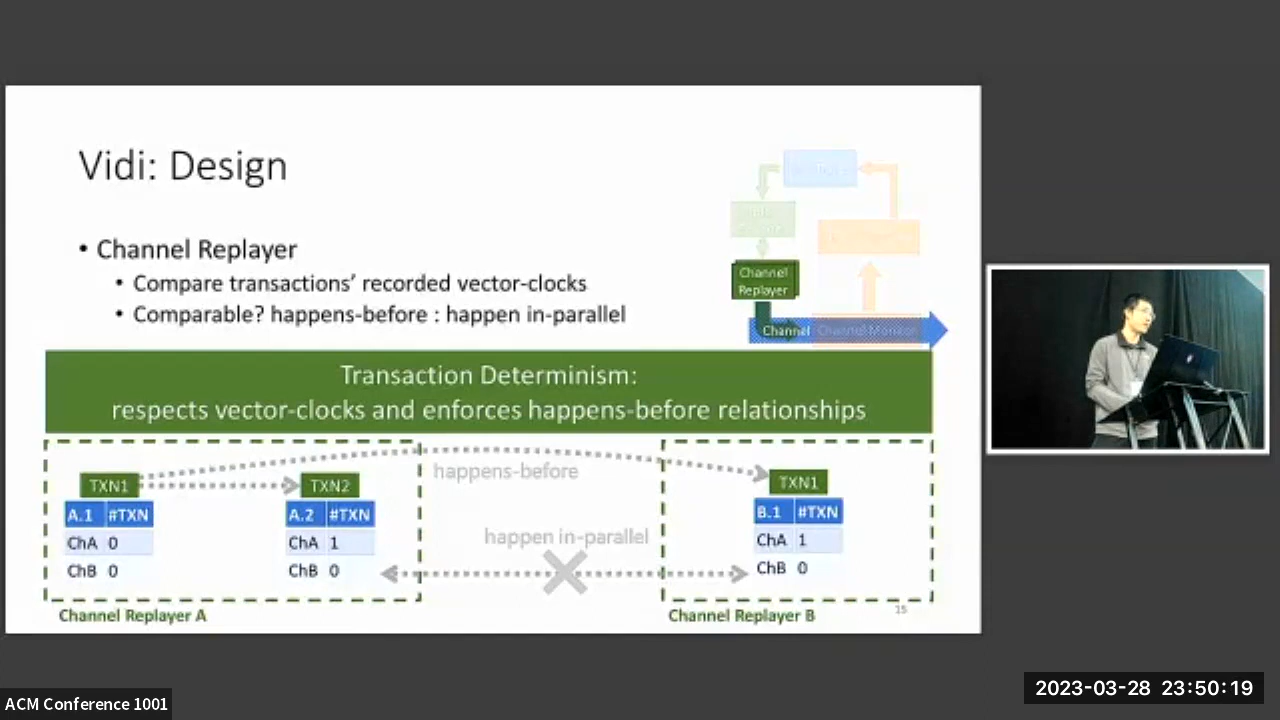 Vidi: Design
• Channel Replayer
• Compare transactions' recorded vector-clocks
• Comparable? happens-before : happen in-parallel
Channel
Replayer
Channel
Channel Monitor
Transaction Determinism:
respects vector-clocks and enforces happens-before relationships
happens-before
TXN1
TXN2
TXN1
A.1 #TXN
A.2 #TXN
B.1 #TXN
ChA 0
ChA 1
ChA 1
happen in-parallel
ChB 0
ChB 0
ChB 0
Channel Replayer A
Channel Replayer B
15
ACM Conference 1001
2023-03-28 23:50:19